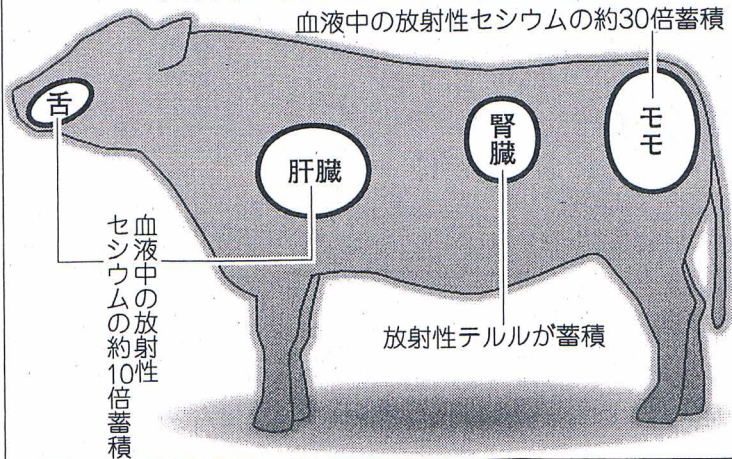 血液中の放射性セシウムの約30倍蓄積
舌
肝臓
腎臓
モモ
血液中の放射性
セシウムの約10倍蓄積
放射性テルルが蓄積